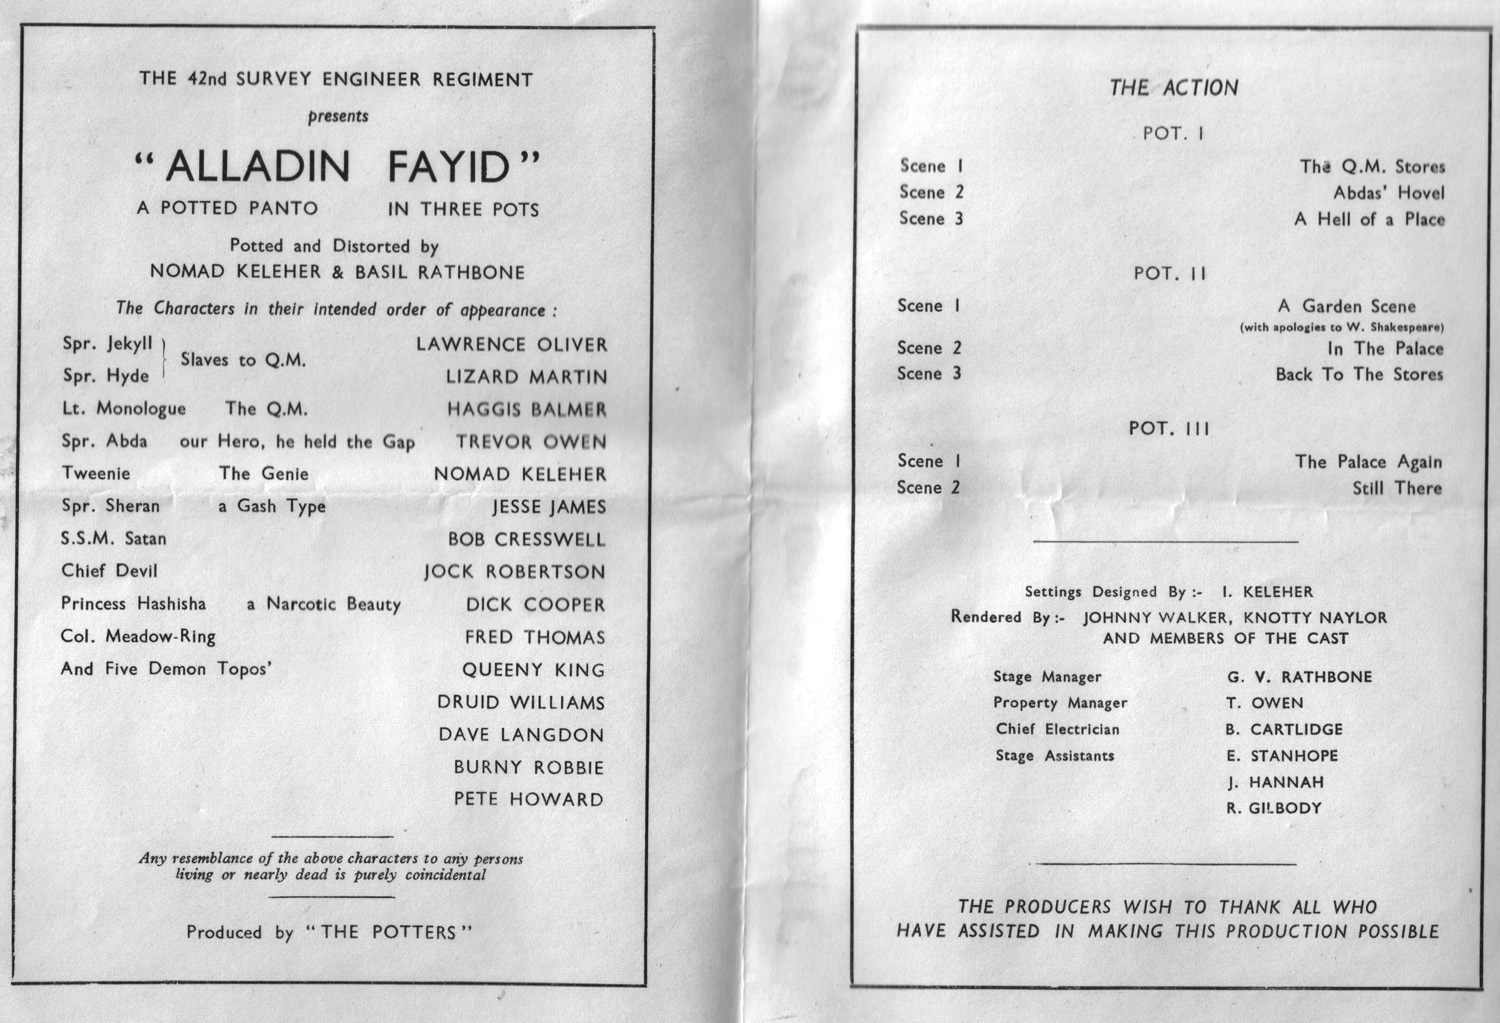 THE 42nd SURVEY ENGINEER REGIMENT
presents
“ALLADIN FAYID”
A POTTED PANTO IN THREE POTS
Potted and Distorted by
NOMAD KELEHER & BASIL RATHBONE
The Characters in their intended order of appearance :
Spr. Jekyll LAWRENCE OLIVER
Slaves to Q.M.
Spr. Hyde LIZARD MARTIN
Lt. Monologue The Q.M. HAGGIS BALMER
Spr. Abda our Hero, he held the Gap TREVOR OWEN
Tweenie The Genie NOMAD KELEHER
Spr. Sheran a Gash Type JESSE JAMES
S.S.M. Satan BOB CRESSWELL
Chief Devil JOCK ROBERTSON
Princess Hashisha a Narcotic Beauty DICK COOPER
Col. Meadow-Ring FRED THOMAS
And Five Demon Topos’ QUEENY KING
DRUID WILLIAMS
DAVE LANGDON
BURNY ROBBIE
PETE HOWARD
Any resemblance of the above characters to any persons
living or nearly dead is purely coincidental
Produced by “THE POTTERS”
THE ACTION
POT. I
Scene I The Q.M. Stores
Scene 2 Abdas’ Hovel
Scene 3 A Hell of a Place
POT. II
Scene I A Garden Scene
(with apologies to W. Shakespeare)
Scene 2 In The Palace
Scene 3 Back To The Stores
POT. III
Scene I The Palace Again
Scene 2 Still There
Settings Designed By :- I. KELEHER
Rendered By :- JOHNNY WALKER, KNOTTY NAYLOR
AND MEMBERS OF THE CAST
Stage Manager G. V. RATHBONE
Property Manager T. OWEN
Chief Electrician B. CARTLIDGE
Stage Assistants E. STANHOPE
J. HANNAH
R. GILBODY
THE PRODUCERS WISH TO THANK ALL WHO
HAVE ASSISTED IN MAKING THIS PRODUCTION POSSIBLE